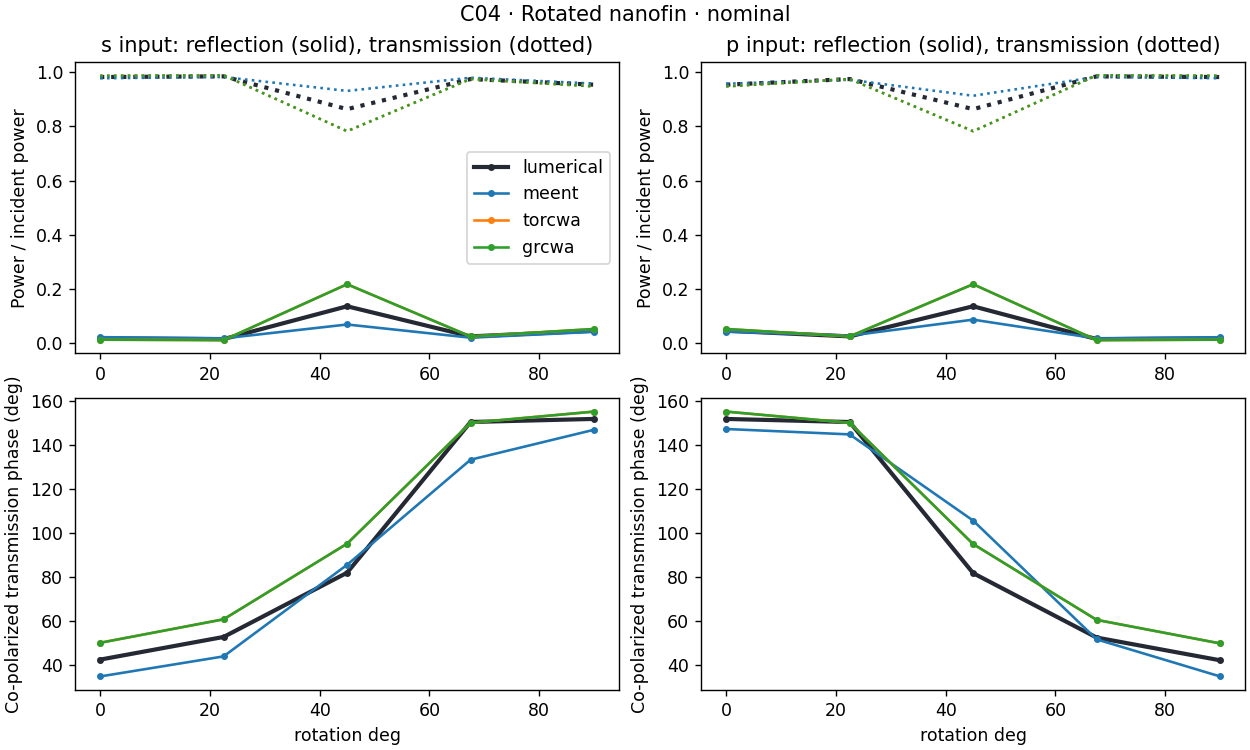 C04 · Rotated nanofin · nominal
s input: reflection (solid), transmission (dotted)
p input: reflection (solid), transmission (dotted)
Power / incident power
1.0
0.8
0.6
0.4
0.2
0.0
0 20 40 60 80
lumerical
meent
torcwa
grcwa
Power / incident power
1.0
0.8
0.6
0.4
0.2
0.0
0 20 40 60 80
Co-polarized transmission phase (deg)
160
140
120
100
80
60
40
0 20 40 60 80
rotation deg
Co-polarized transmission phase (deg)
160
140
120
100
80
60
40
0 20 40 60 80
rotation deg